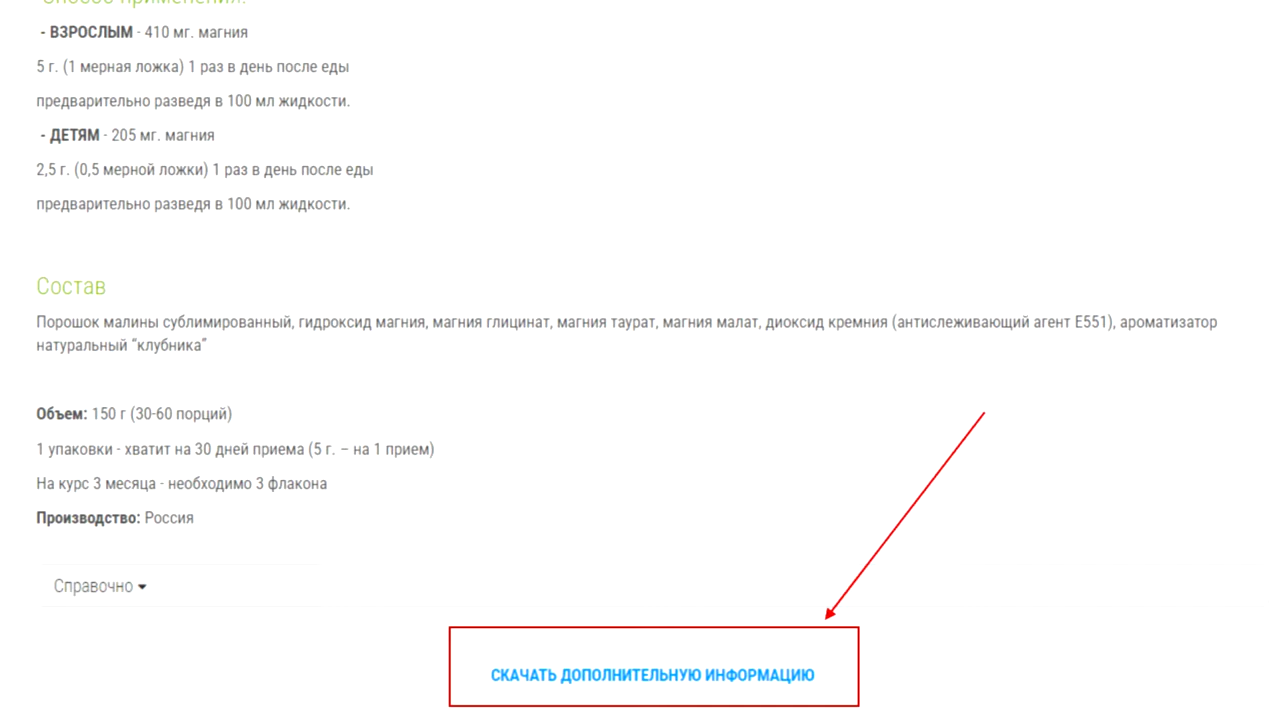 Способ применения:
- ВЗРОСЛЫМ - 410 мг. магния
5 г. (1 мерная ложка) 1 раз в день после еды
предварительно разведя в 100 мл жидкости.
- ДЕТЯМ - 205 мг. магния
2,5 г. (0,5 мерной ложки) 1 раз в день после еды
предварительно разведя в 100 мл жидкости.
Состав
Порошок малины сублимированный, гидроксид магния, магния глицинат, магния таурат, магния малат, диоксид кремния (антислеживающий агент Е551), ароматизатор
натуральный “клубника”
Объем: 150 г (30-60 порций)
1 упаковки - хватит на 30 дней приема (5 г. – на 1 прием)
На курс 3 месяца - необходимо 3 флакона
Производство: Россия
Справочно
СКАЧАТЬ ДОПОЛНИТЕЛЬНУЮ ИНФОРМАЦИЮ